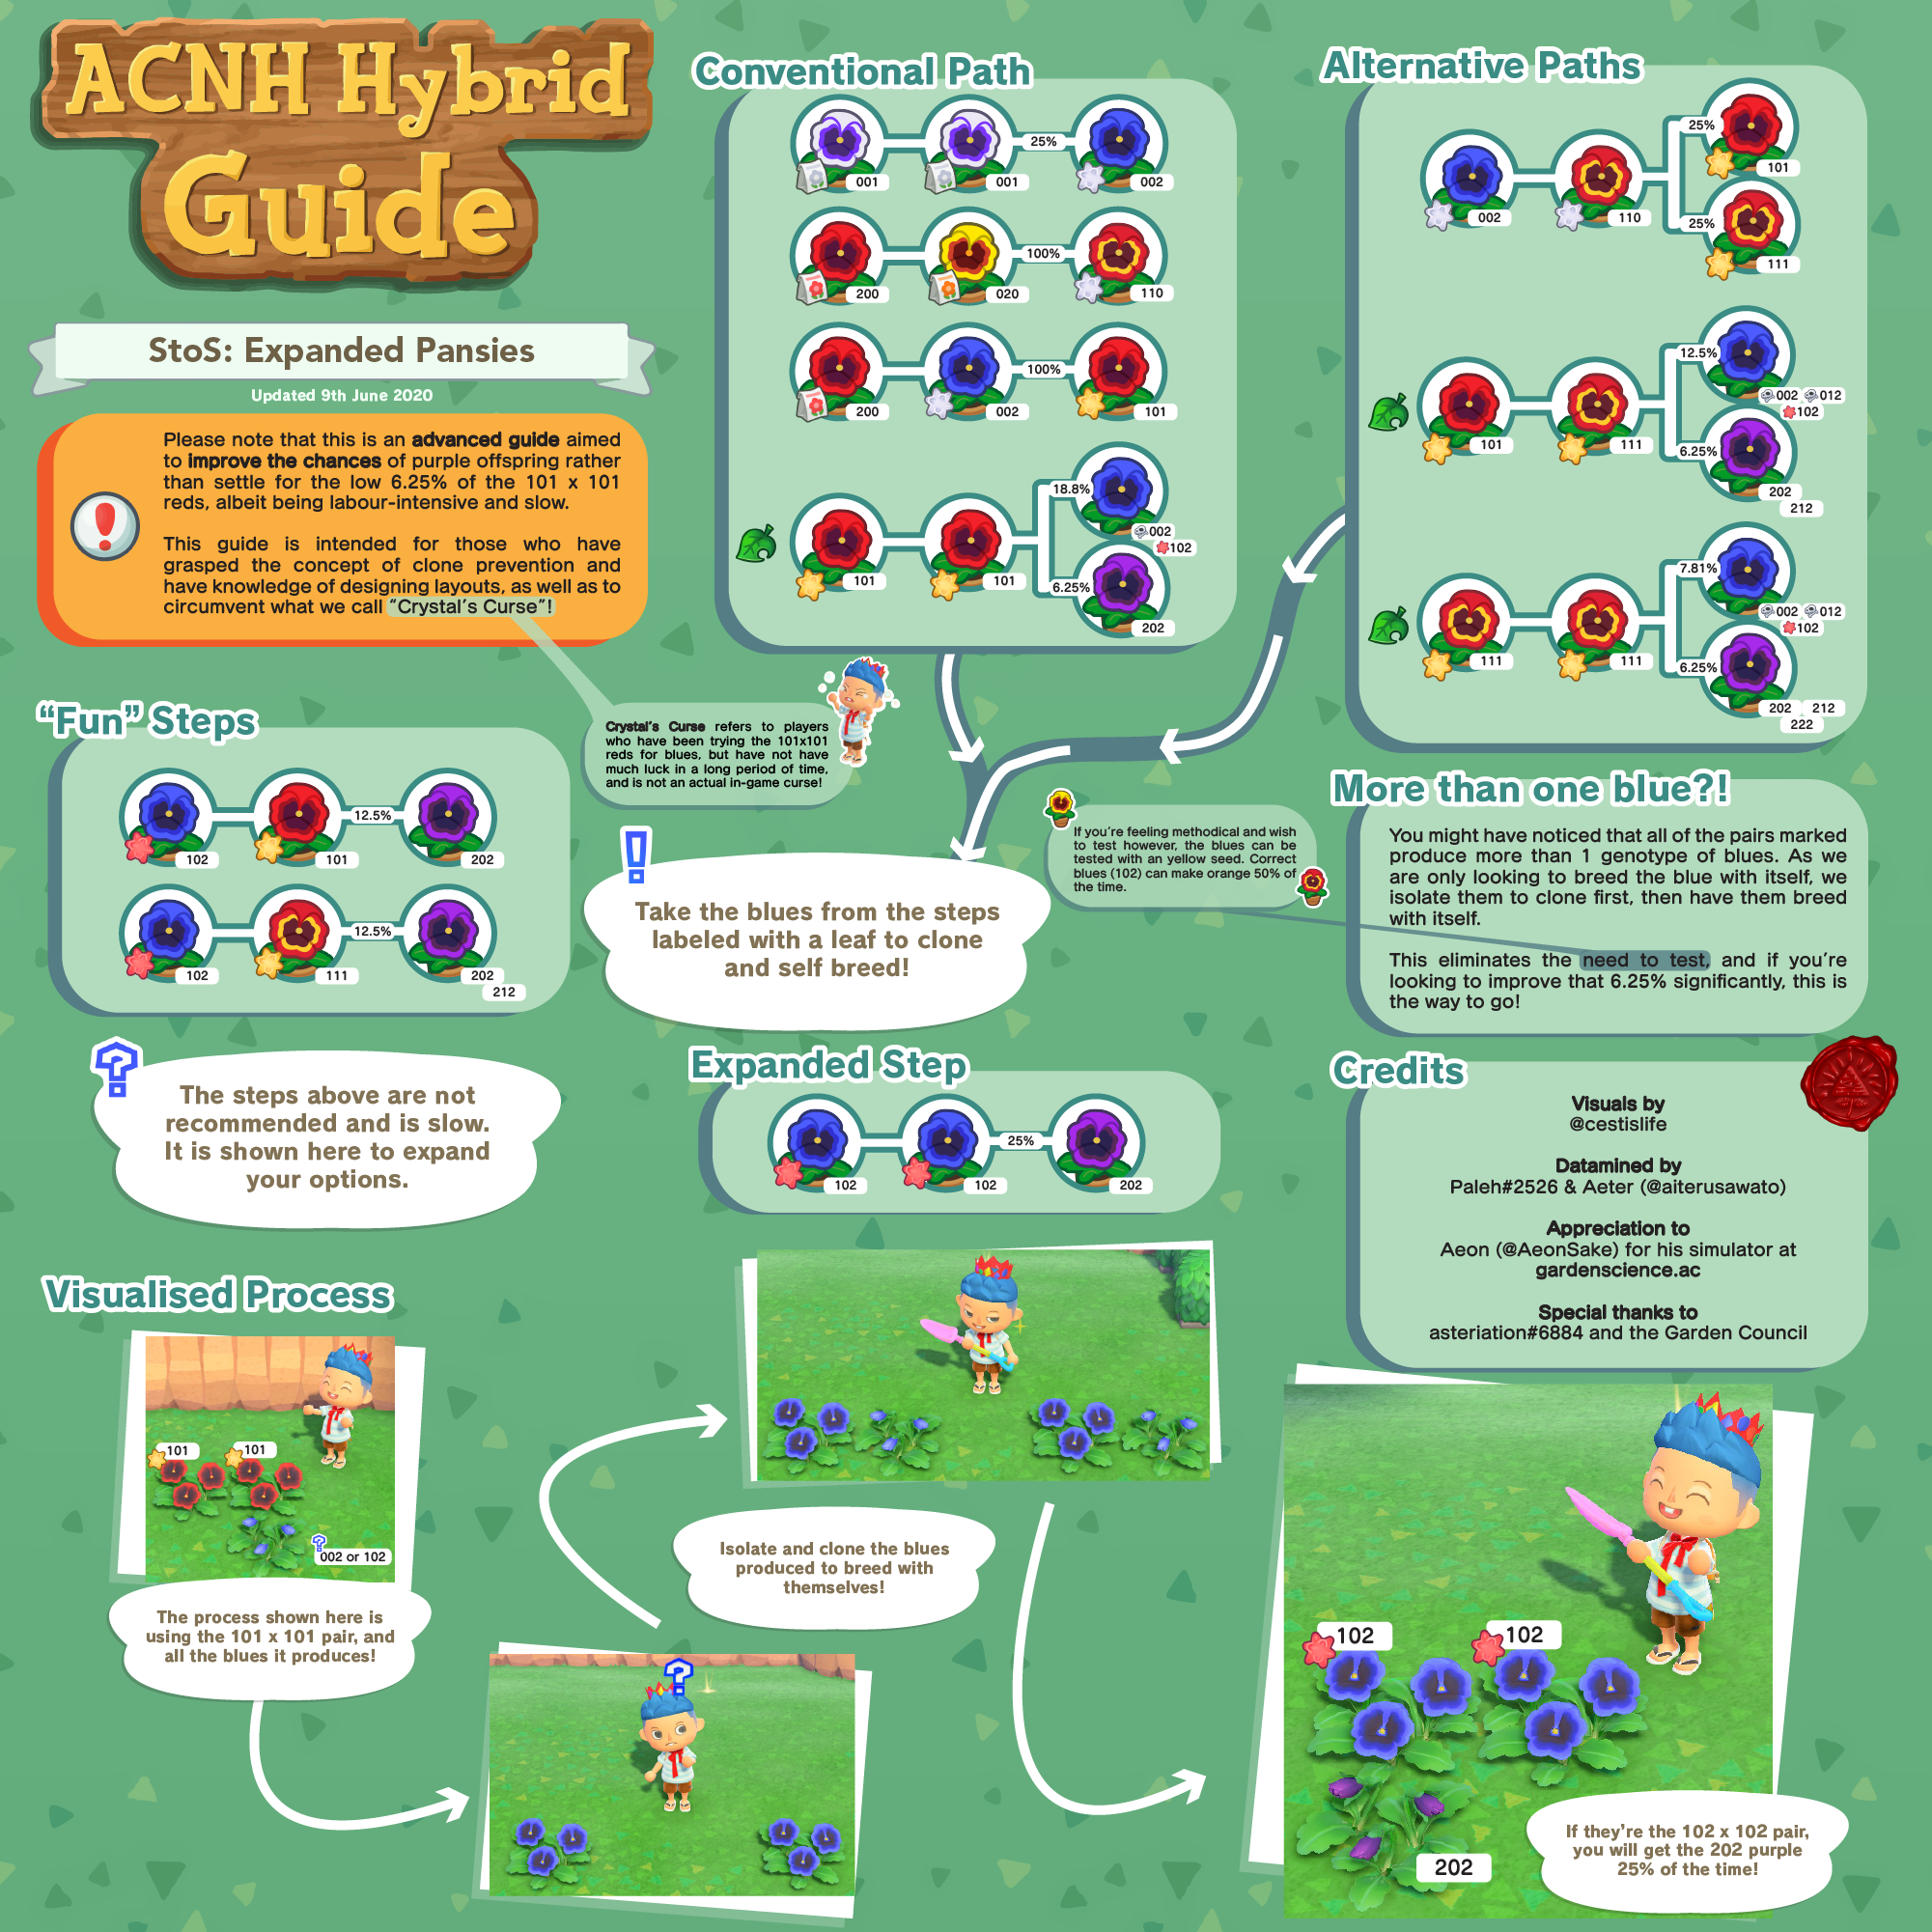 ACNH Hybrid
Guide
StoS: Expanded Pansies
Updated 9th June 2020
Please note that this is an advanced guide aimed
to improve the chances of purple offspring rather
than settle for the low 6.25% of the 101 x 101
reds, albeit being labour-intensive and slow.
This guide is intended for those who have
grasped the concept of clone prevention and
have knowledge of designing layouts, as well as to
circumvent what we call “Crystal’s Curse”!
Crystal’s Curse refers to players
who have been trying the 101x101
reds for blues, but have not have
much luck in a long period of time,
and is not an actual in-game curse!
Conventional Path
25%
001
001
002
100%
200
020
110
100%
200
002
101
18.8%
002
102
101
101
6.25%
202
Alternative Paths
25%
101
002
110
25%
111
12.5%
002 012
102
101
111
6.25%
202
212
7.81%
002 012
102
111
111
6.25%
202 212
222
“Fun” Steps
12.5%
102
101
202
12.5%
102
111
202
212
The steps above are not
recommended and is slow.
It is shown here to expand
your options.
Take the blues from the steps
labeled with a leaf to clone
and self breed!
If you’re feeling methodical and wish
to test however, the blues can be
tested with an yellow seed. Correct
blues (102) can make orange 50% of
the time.
More than one blue?!
You might have noticed that all of the pairs marked
produce more than 1 genotype of blues. As we
are only looking to breed the blue with itself, we
isolate them to clone first, then have them breed
with itself.
This eliminates the need to test, and if you’re
looking to improve that 6.25% significantly, this is
the way to go!
Expanded Step
25%
102
102
202
Credits
Visuals by
@cestislife
Datamined by
Paleh#2526 & Aeter (@aiterusawato)
Appreciation to
Aeon (@AeonSake) for his simulator at
gardenscience.ac
Special thanks to
asteriation#6884 and the Garden Council
Visualised Process
101
101
002 or 102
The process shown here is
using the 101 x 101 pair, and
all the blues it produces!
Isolate and clone the blues
produced to breed with
themselves!
102
102
202
If they’re the 102 x 102 pair,
you will get the 202 purple
25% of the time!